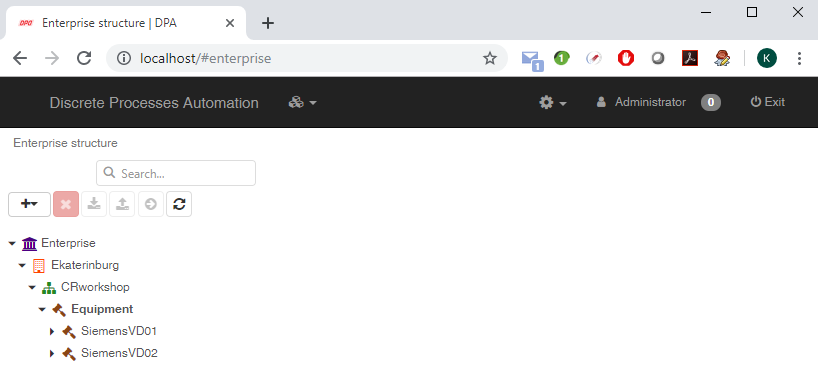 DPA Enterprise structure | DPA
localhost/#enterprise
1
1
K
Discrete Processes Automation
Administrator 0 Exit
Enterprise structure
Search...
Enterprise
Ekaterinburg
CRworkshop
Equipment
SiemensVD01
SiemensVD02